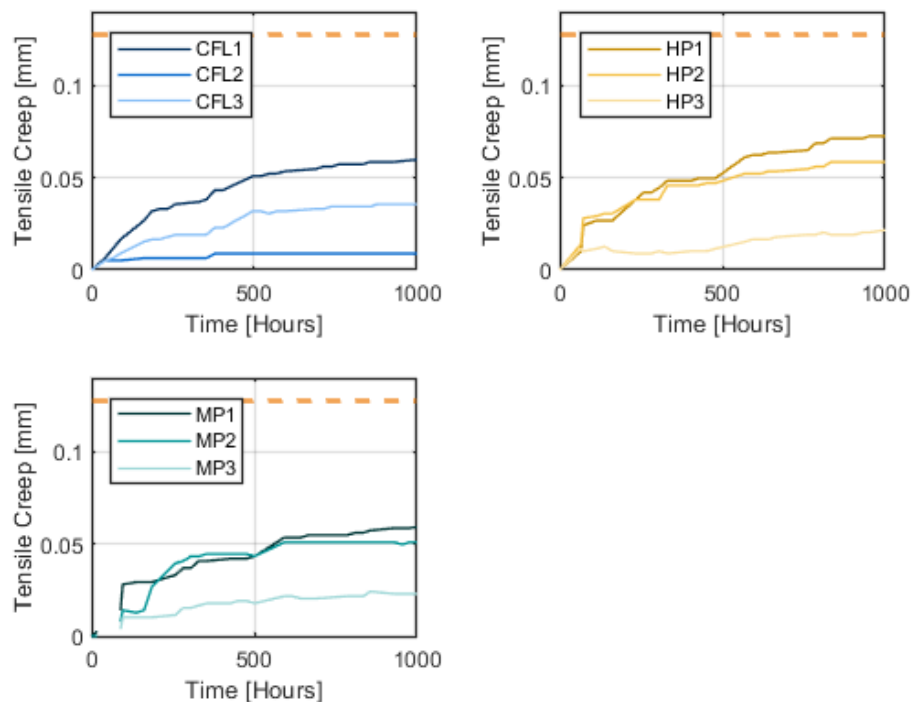 Tensile Creep [mm]
0.1
0.05
0
CFL1
CFL2
CFL3
0
500
1000
Time [Hours]
Tensile Creep [mm]
0.1
0.05
0
HP1
HP2
HP3
0
500
1000
Time [Hours]
Tensile Creep [mm]
0.1
0.05
0
MP1
MP2
MP3
0
500
1000
Time [Hours]